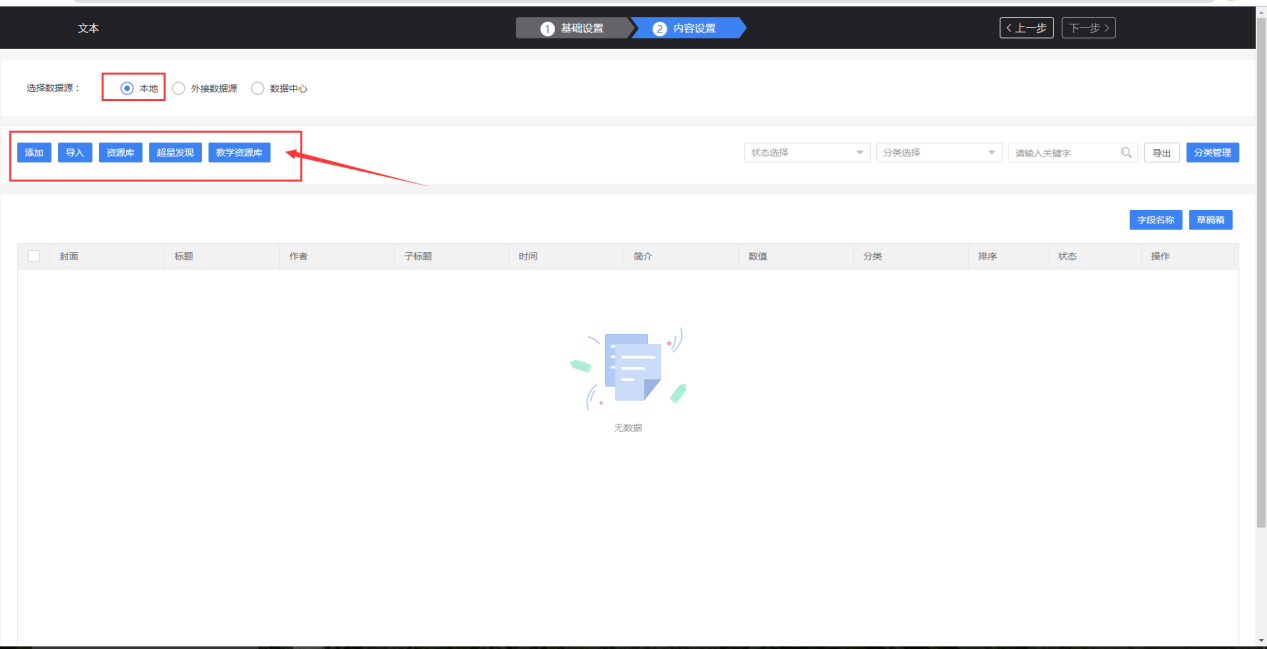 文本
1 基础设置
2 内容设置
上一步
下一步
选择数据源：
本地
外接数据源
数据中心
添加
导入
资源库
超星发现
教学资源库
状态选择
分类选择
请输入关键字
导出
分类管理
字段名称
草稿箱
封面
标题
作者
子标题
时间
简介
数值
分类
排序
状态
操作
无数据